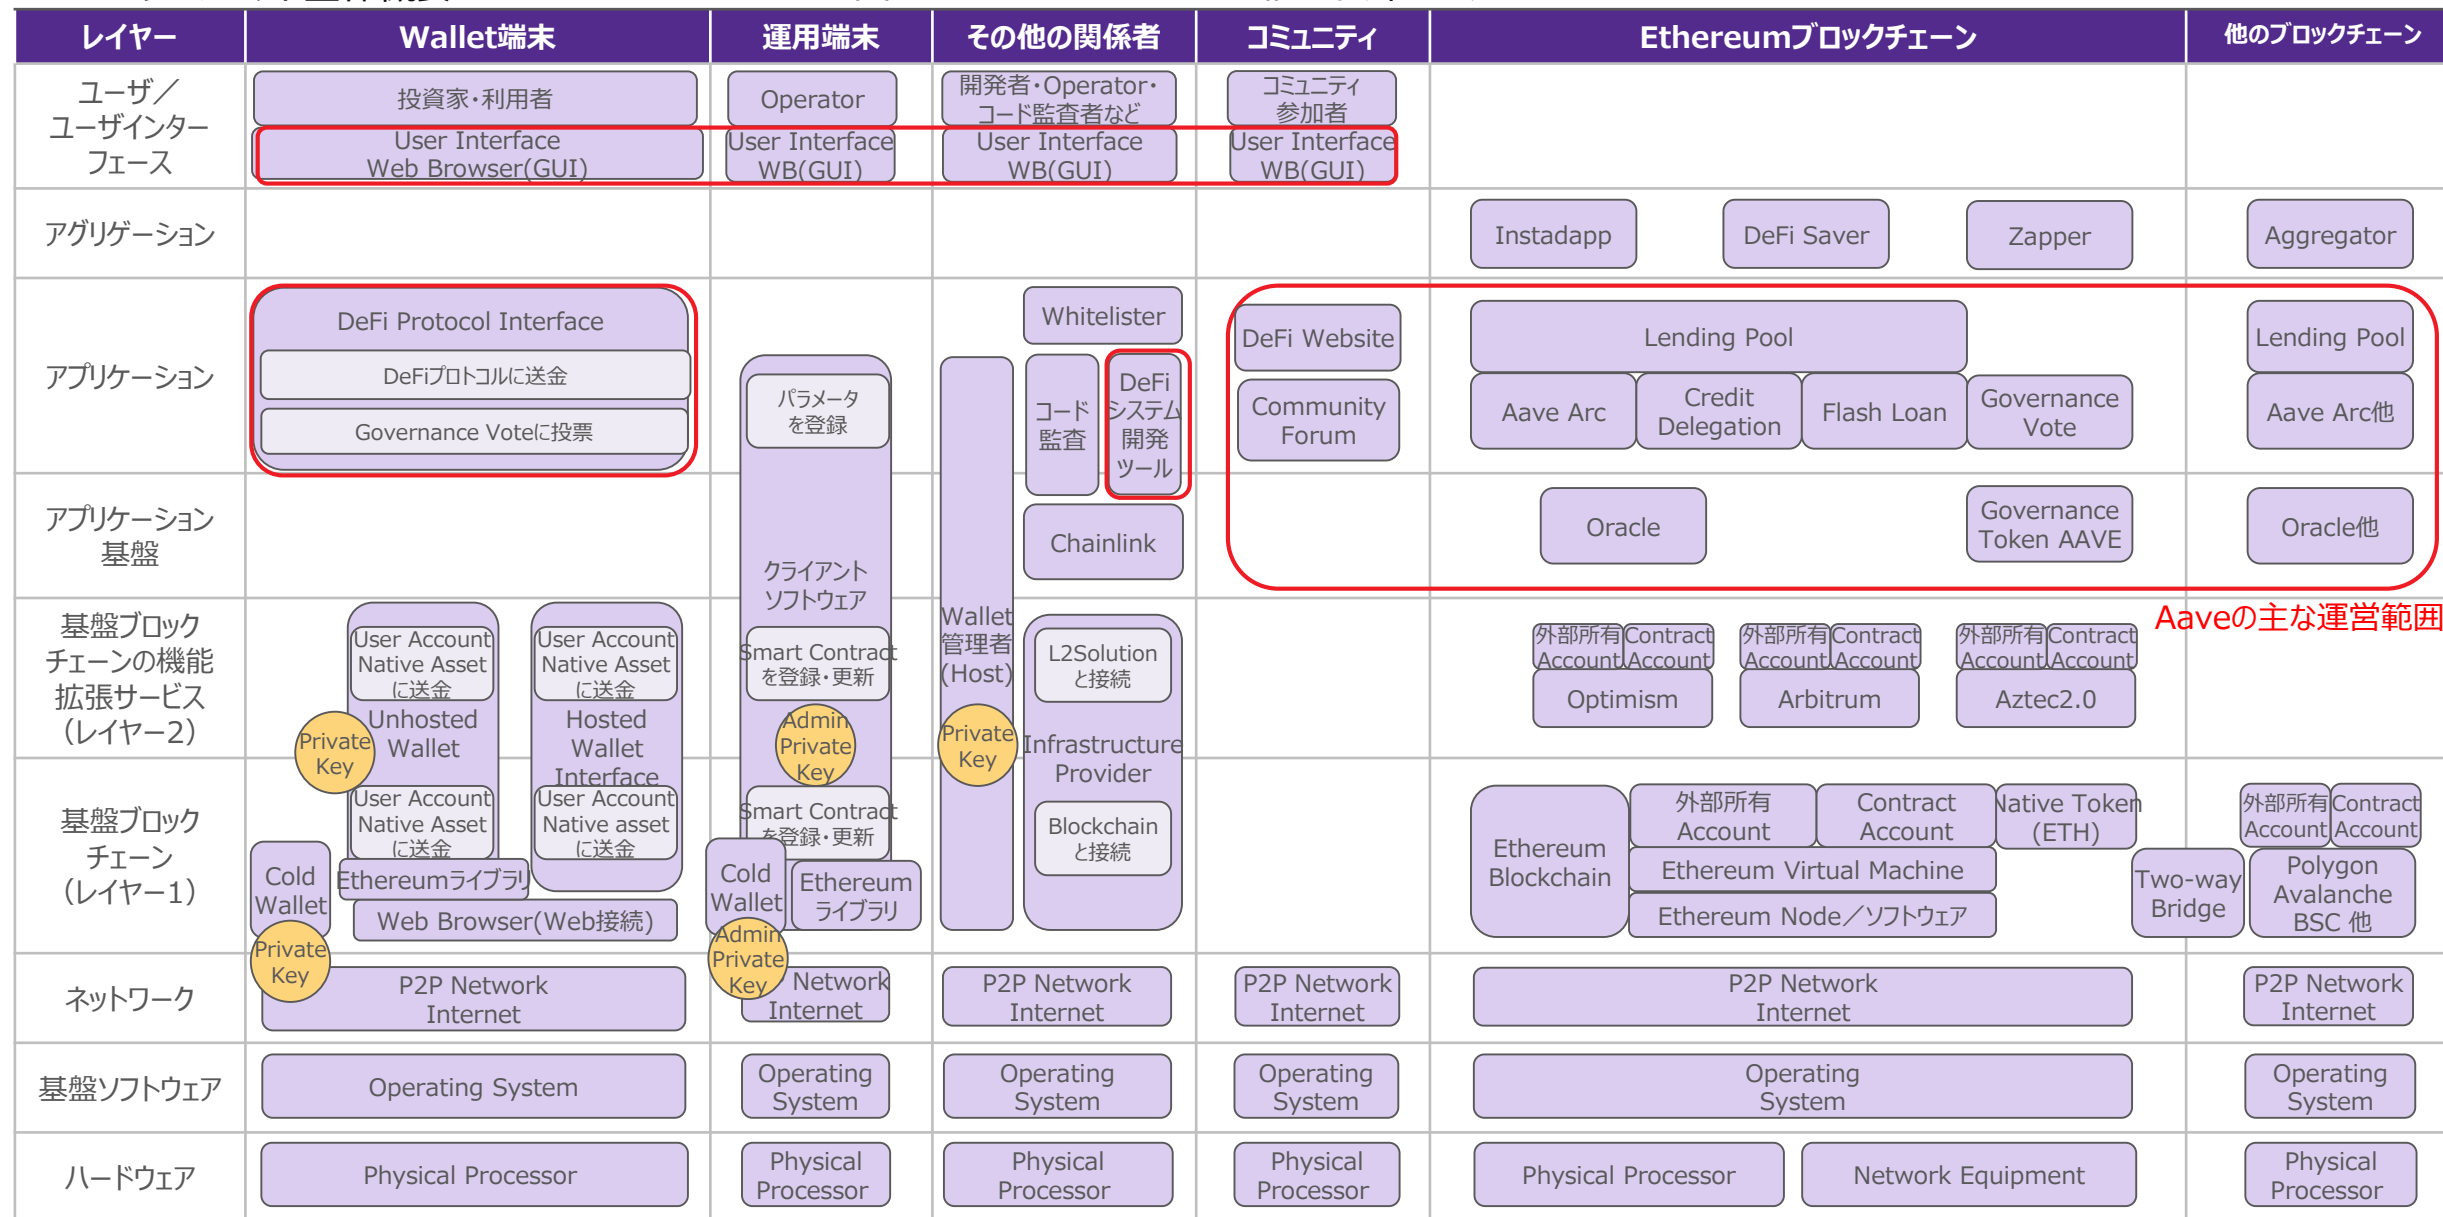 レイヤー
Wallet端末
運用端末
その他の関係者
コミュニティ
Ethereumブロックチェーン
他のブロックチェーン
ユーザ／
ユーザインター
フェース
投資家・利用者
User Interface
Web Browser(GUI)
Operator
User Interface
WB(GUI)
開発者・Operator・
コード監査者など
User Interface
WB(GUI)
コミュニティ
参加者
User Interface
WB(GUI)
アグリゲーション
Instadapp
DeFi Saver
Zapper
Aggregator
アプリケーション
DeFi Protocol Interface
DeFiプロトコルに送金
Governance Voteに投票
パラメータ
を登録
クライアント
ソフトウェア
Whitelister
コード
監査
DeFi
システム
開発
ツール
DeFi Website
Community
Forum
Lending Pool
Aave Arc
Credit
Delegation
Flash Loan
Governance
Vote
Lending Pool
Aave Arc他
アプリケーション
基盤
Chainlink
Oracle
Governance
Token AAVE
Oracle他
Aaveの主な運営範囲
基盤ブロック
チェーンの機能
拡張サービス
（レイヤー2）
User Account
Native Asset
に送金
Unhosted
Wallet
Private
Key
User Account
Native Asset
に送金
Hosted
Wallet
Interface
Smart Contract
を登録・更新
Admin
Private
Key
Wallet
管理者
(Host)
Private
Key
L2Solution
と接続
Infrastructure
Provider
外部所有
Account
Contract
Account
Optimism
外部所有
Account
Contract
Account
Arbitrum
外部所有
Account
Contract
Account
Aztec2.0
基盤ブロック
チェーン
（レイヤー1）
User Account
Native Asset
に送金
User Account
Native asset
に送金
Cold
Wallet
Private
Key
Ethereumライブラリ
Web Browser(Web接続)
Smart Contract
を登録・更新
Cold
Wallet
Admin
Private
Key
Ethereum
ライブラリ
Blockchain
と接続
Ethereum
Blockchain
外部所有
Account
Contract
Account
Native Token
(ETH)
Ethereum Virtual Machine
Ethereum Node／ソフトウェア
Two-way
Bridge
外部所有
Account
Contract
Account
Polygon
Avalanche
BSC 他
ネットワーク
P2P Network
Internet
Network
Internet
P2P Network
Internet
P2P Network
Internet
P2P Network
Internet
P2P Network
Internet
基盤ソフトウェア
Operating System
Operating
System
Operating
System
Operating
System
Operating
System
Operating
System
ハードウェア
Physical Processor
Physical
Processor
Physical
Processor
Physical
Processor
Physical Processor
Network Equipment
Physical
Processor